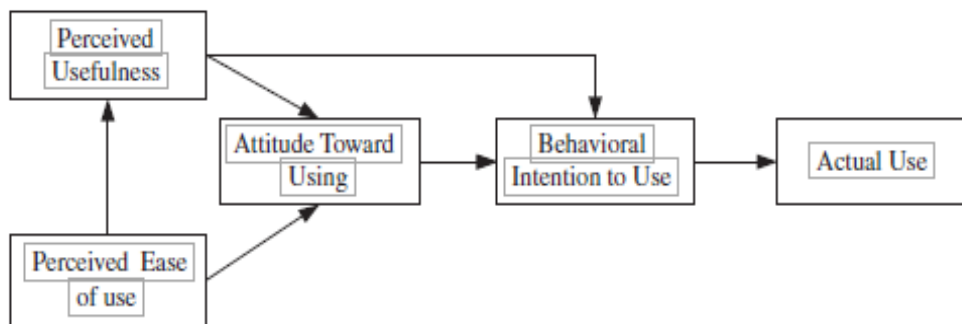 Perceived
Usefulness
Attitude Toward
Using
Behavioral
Intention to Use
Actual Use
Perceived Ease
of use